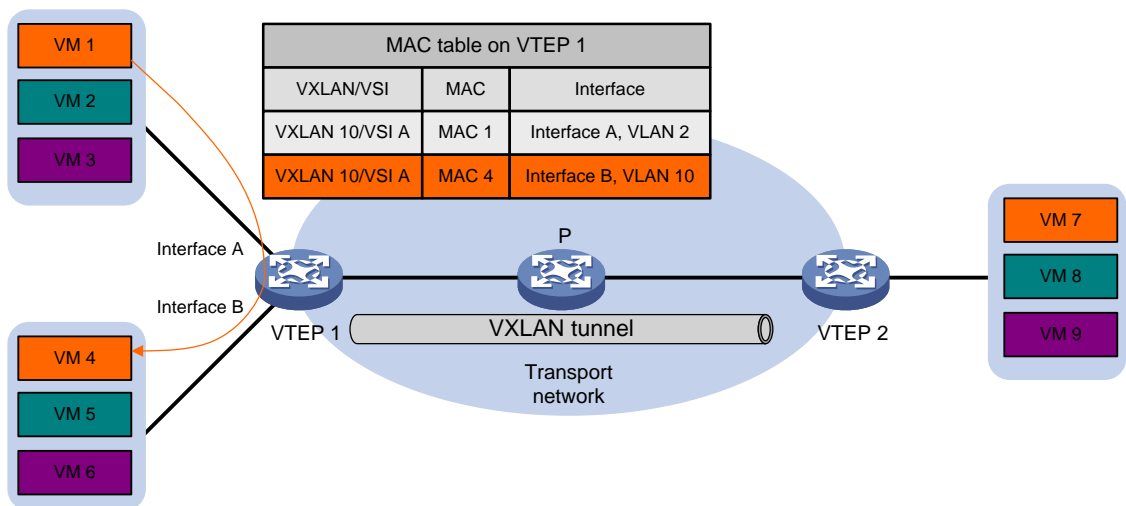 VM 1
VM 2
VM 3
MAC table on VTEP 1
VXLAN/VSI MAC Interface
VXLAN 10/VSI A MAC 1 Interface A, VLAN 2
VXLAN 10/VSI A MAC 4 Interface B, VLAN 10
Interface A
Interface B
P
VTEP 1
VXLAN tunnel
VTEP 2
Transport
network
VM 4
VM 5
VM 6
VM 7
VM 8
VM 9